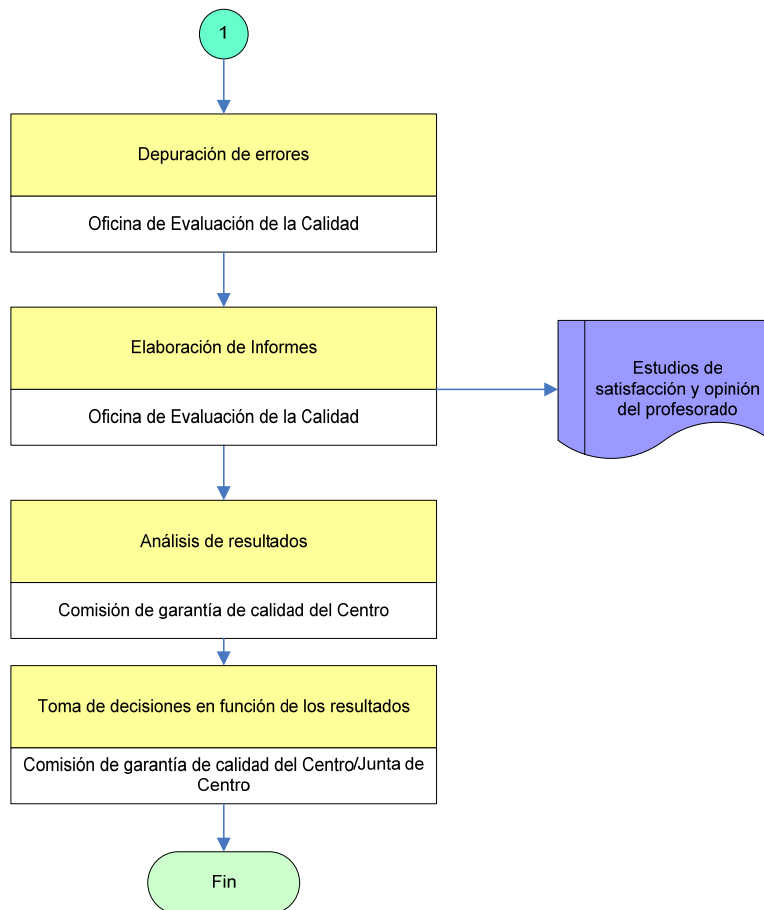 1
Depuración de errores
Oficina de Evaluación de la Calidad
Elaboración de Informes
Oficina de Evaluación de la Calidad
Estudios de
satisfacción y opinión
del profesorado
Análisis de resultados
Comisión de garantía de calidad del Centro
Toma de decisiones en función de los resultados
Comisión de garantía de calidad del Centro/Junta de
Centro
Fin